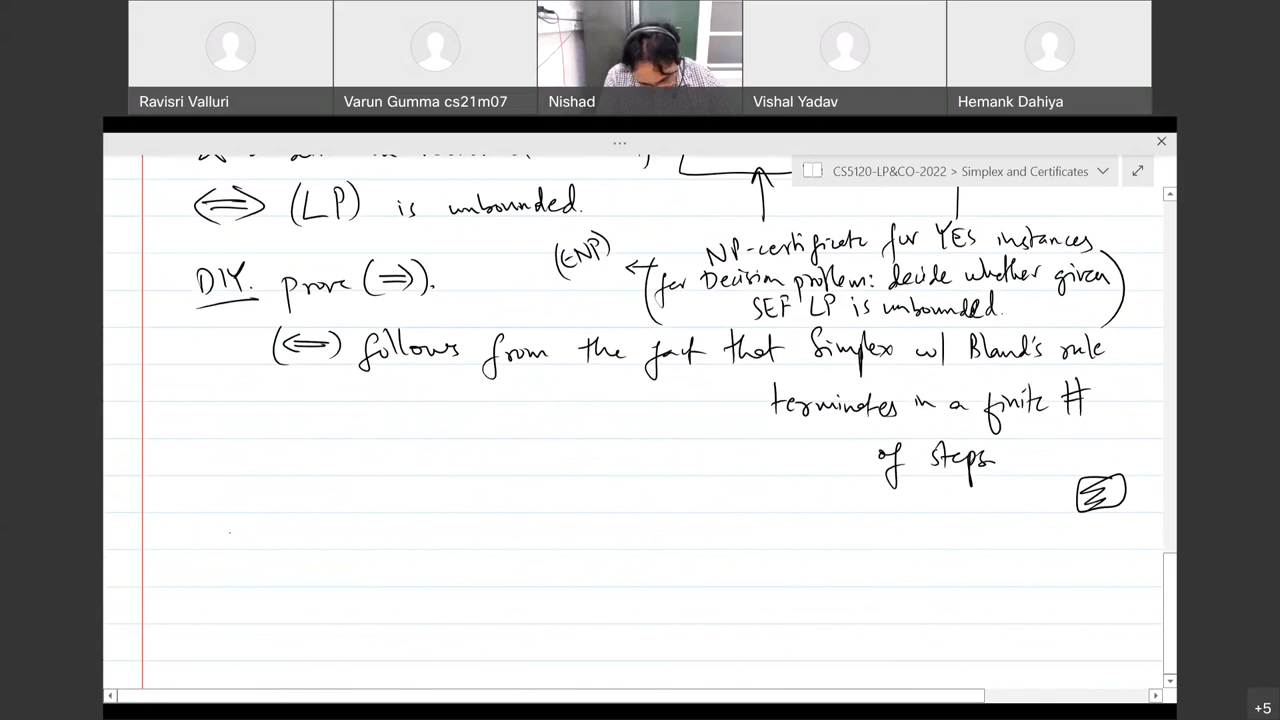 Ravisri Valluri
Varun Gumma cs21m07
Nishad
Vishal Yadav
Hemank Dahiya
CS5120-LP&CO-2022 > Simplex and Certificates
⟺ (LP) is unbounded.
NP-certificate for YES instances
(∈NP) ← (for Decision problem: decide whether given
SEF LP is unbounded.)
DIY. prove (⟹).
(⟸) follows from the fact that Simplex w/ Bland's rule
terminates in a finite #
of steps
+5